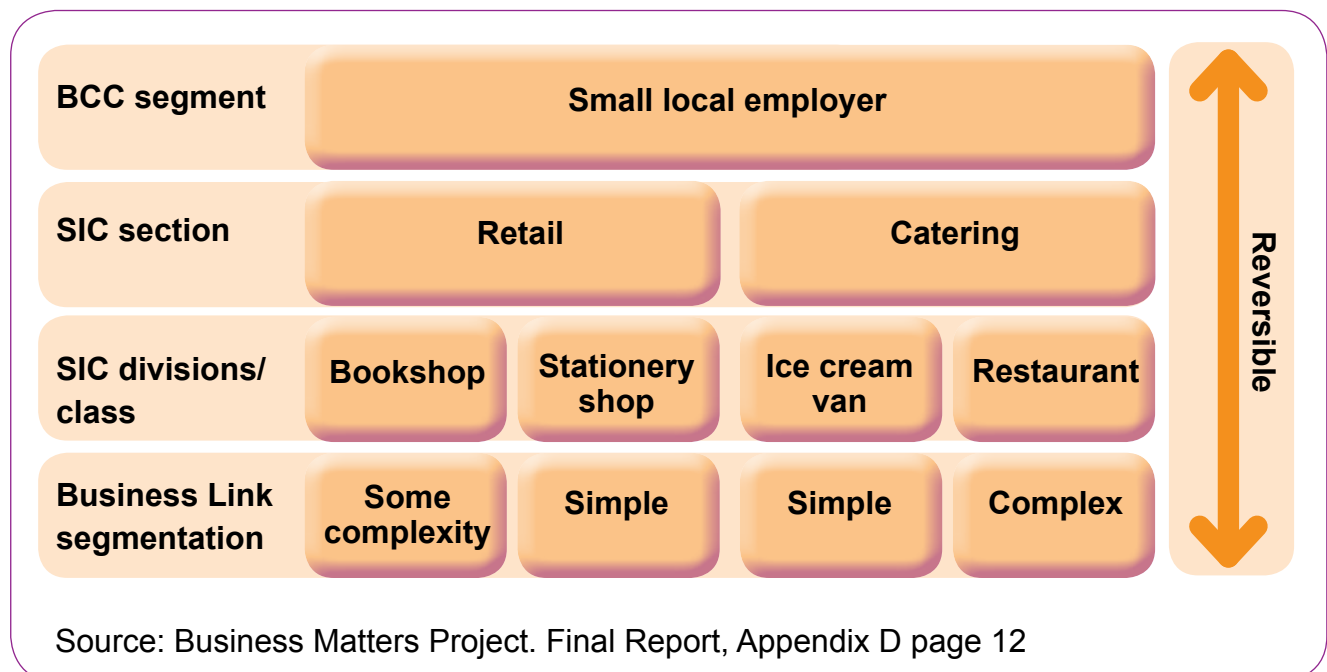 BCC segment
Small local employer
SIC section
Retail
Catering
SIC divisions/
class
Bookshop
Stationery
shop
Ice cream
van
Restaurant
Business Link
segmentation
Some
complexity
Simple
Simple
Complex
Reversible
Source: Business Matters Project. Final Report, Appendix D page 12